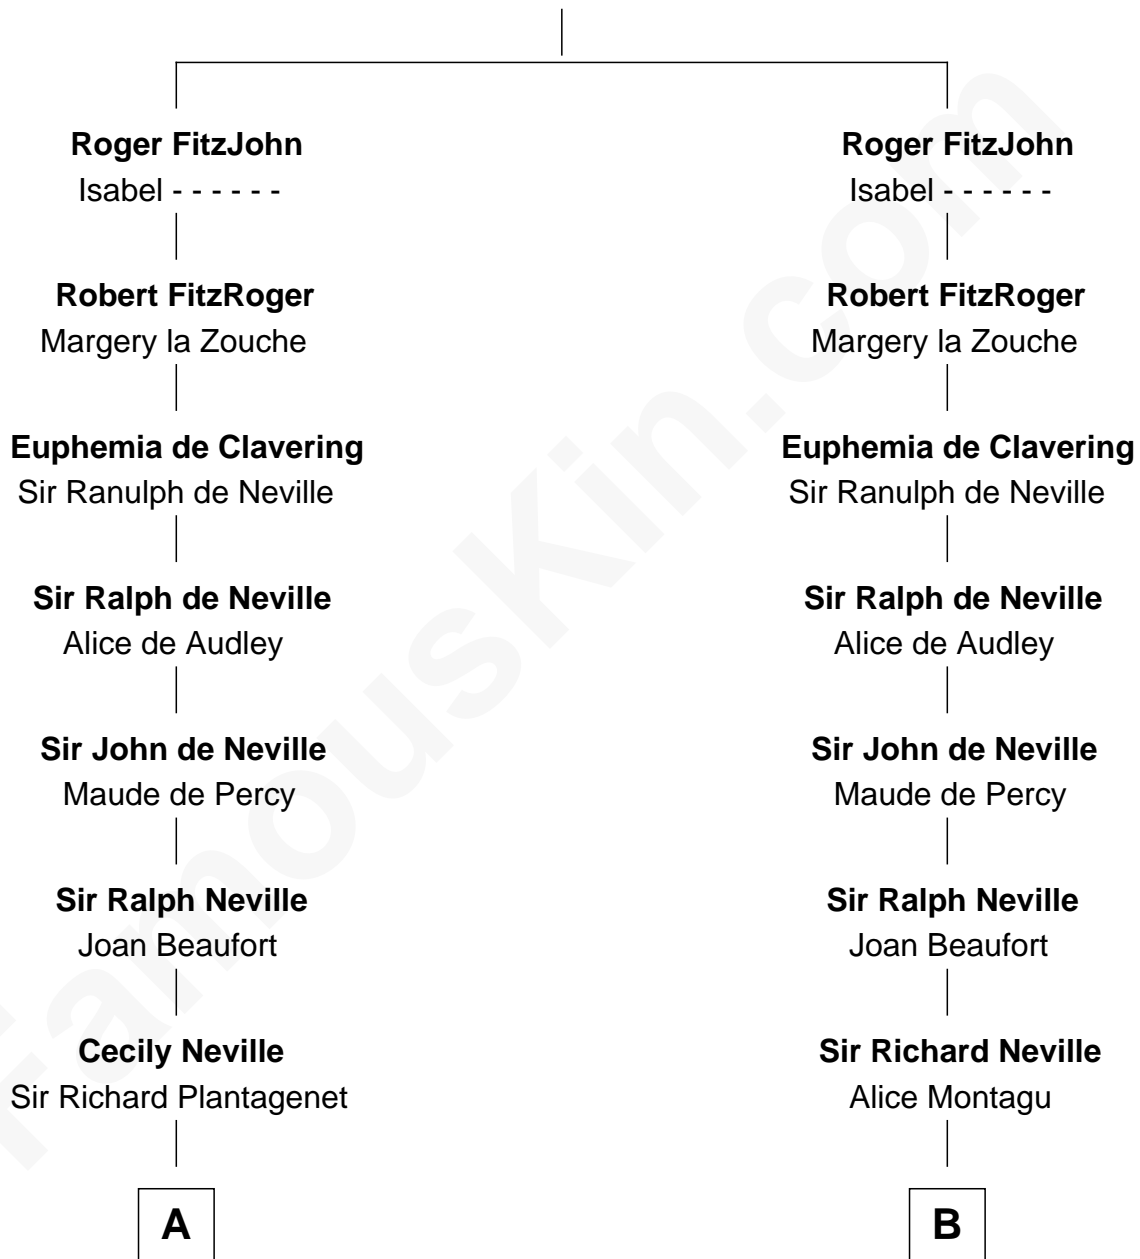 Roger FitzJohn
Isabel - - - - - -
Robert FitzRoger
Margery la Zouche
Euphemia de Clavering
Sir Ranulph de Neville
Sir Ralph de Neville
Alice de Audley
Sir John de Neville
Maude de Percy
Sir Ralph Neville
Joan Beaufort
Cecily Neville
Sir Richard Plantagenet
A
Roger FitzJohn
Isabel - - - - - -
Robert FitzRoger
Margery la Zouche
Euphemia de Clavering
Sir Ranulph de Neville
Sir Ralph de Neville
Alice de Audley
Sir John de Neville
Maude de Percy
Sir Ralph Neville
Joan Beaufort
Sir Richard Neville
Alice Montagu
B
FamousKin.com